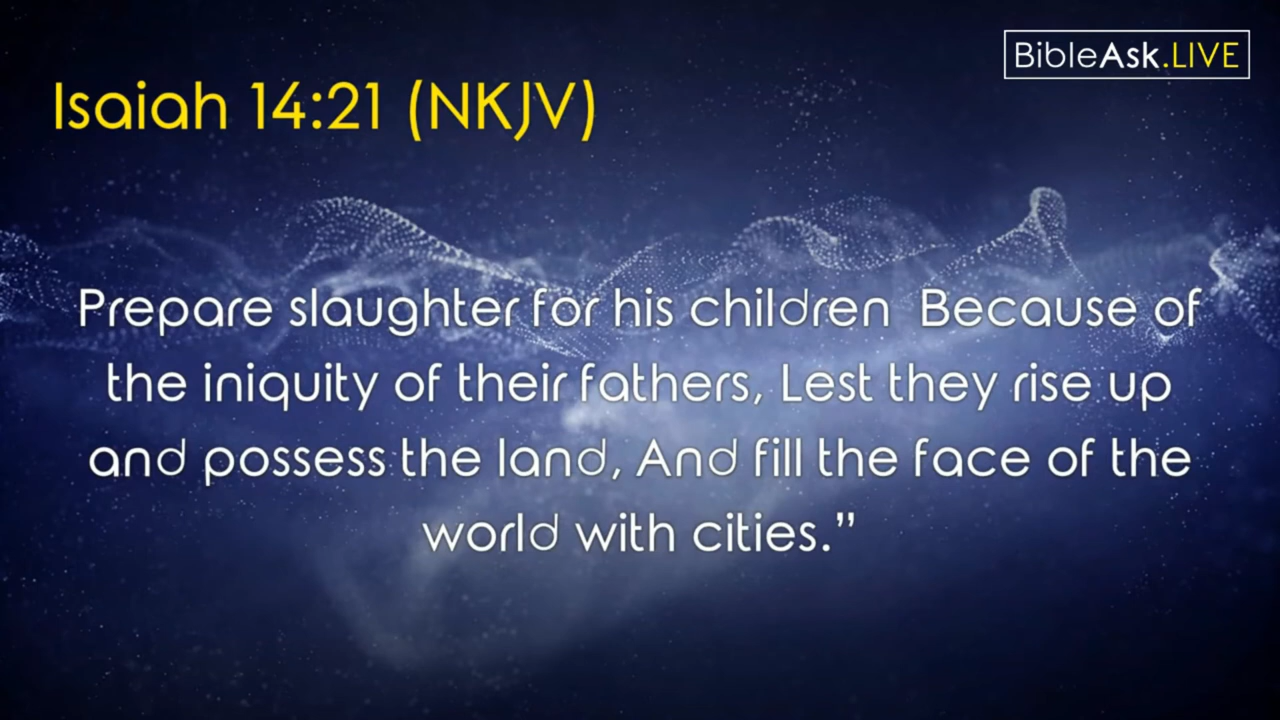 BibleAsk.LIVE
Isaiah 14:21 (NKJV)
Prepare slaughter for his children Because of
the iniquity of their fathers, Lest they rise up
and possess the land, And fill the face of the
world with cities.”